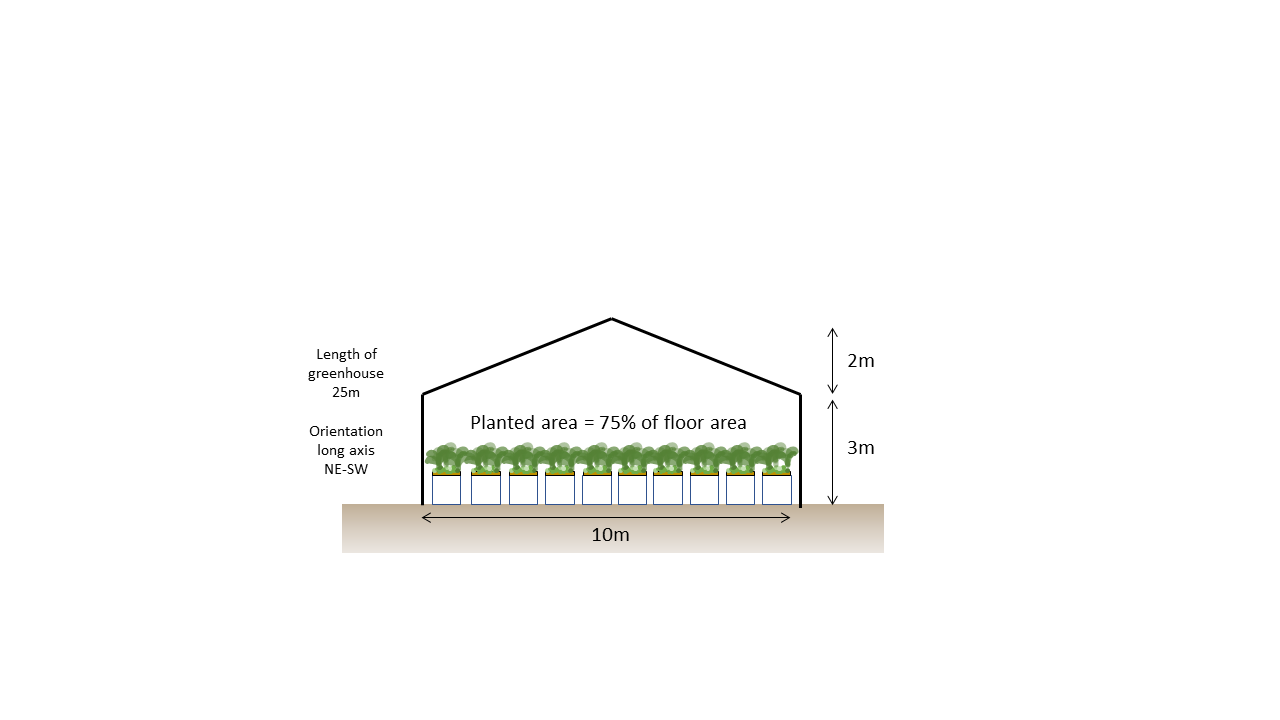 Length of
greenhouse
25m
2m
Planted area = 75% of floor area
Orientation
long axis
NE-SW
3m
10m